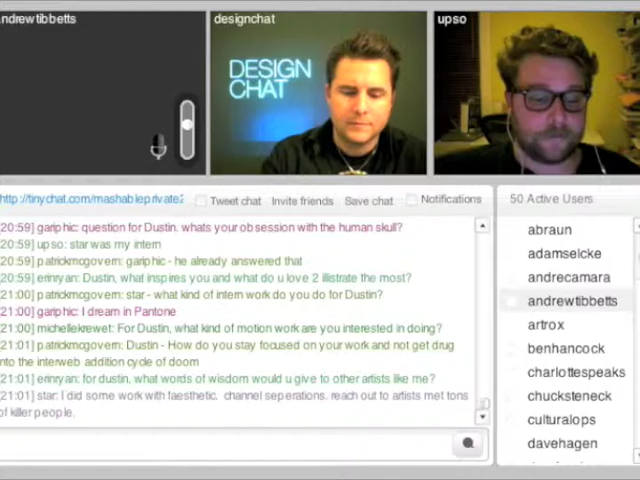 andrewtibbetts
designchat
upso
DESIGN
CHAT
http://tinychat.com/mashableprivate2
Tweet chat
Invite friends
Save chat
Notifications
50 Active Users
[20:59] gariphic: question for Dustin. whats your obsession with the human skull?
[20:59] upso: star was my intern
[20:59] patrickmcgovern: gariphic - he already answered that
[20:59] erinryan: Dustin, what inspires you and what do u love 2 illistrate the most?
[21:00] patrickmcgovern: star - what kind of intern work do you do for Dustin?
[21:00] gariphic: I dream in Pantone
[21:00] michellekrewet: For Dustin, what kind of motion work are you interested in doing?
[21:01] patrickmcgovern: Dustin - How do you stay focused on your work and not get drug
into the interweb addition cycle of doom
[21:01] erinryan: for dustin, what words of wisdom would u give to other artists like me?
[21:01] star: I did some work with faesthetic. channel seperations. reach out to artists met tons
of killer people.
abraun
adamselcke
andrecamara
andrewtibbetts
artrox
benhancock
charlottespeaks
chucksteneck
culturalops
davehagen